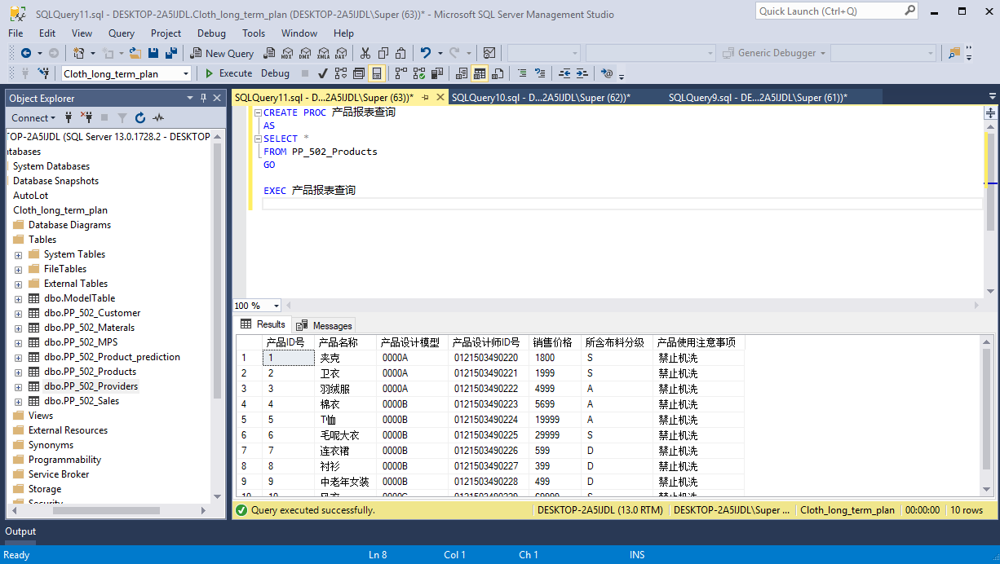 SQLQuery11.sql - DESKTOP-2A5IJDL.Cloth_long_term_plan (DESKTOP-2A5IJDL\Super (63))* - Microsoft SQL Server Management Studio
Quick Launch (Ctrl+Q)
File Edit View Query Project Debug Tools Window Help
New Query MDX DMX XMLA DAX Generic Debugger
Cloth_long_term_plan Execute Debug
Object Explorer
Connect
TOP-2A5IJDL (SQL Server 13.0.1728.2 - DESKTOP
atabases
System Databases
Database Snapshots
AutoLot
Cloth_long_term_plan
Database Diagrams
Tables
System Tables
FileTables
External Tables
dbo.ModelTable
dbo.PP_502_Customer
dbo.PP_502_Materals
dbo.PP_502_MPS
dbo.PP_502_Product_prediction
dbo.PP_502_Products
dbo.PP_502_Providers
dbo.PP_502_Sales
Views
External Resources
Synonyms
Programmability
Service Broker
Storage
Security
SQLQuery11.sql - D...2A5IJDL\Super (63))* SQLQuery10.sql - D...2A5IJDL\Super (62))* SQLQuery9.sql - DE...2A5IJDL\Super (61))*
CREATE PROC 产品报表查询
AS
SELECT *
FROM PP_502_Products
GO
EXEC 产品报表查询
100 %
Results Messages
产品ID号 产品名称 产品设计模型 产品设计师ID号 销售价格 所含布料分级 产品使用注意事项
1 1 夹克 0000A 0121503490220 1800 S 禁止机洗
2 2 卫衣 0000A 0121503490221 1999 S 禁止机洗
3 3 羽绒服 0000A 0121503490222 4999 A 禁止机洗
4 4 棉衣 0000B 0121503490223 5699 A 禁止机洗
5 5 T恤 0000B 0121503490224 19999 A 禁止机洗
6 6 毛呢大衣 0000B 0121503490225 29999 S 禁止机洗
7 7 连衣裙 0000B 0121503490226 599 D 禁止机洗
8 8 衬衫 0000B 0121503490227 399 D 禁止机洗
9 9 中老年女装 0000B 0121503490228 499 D 禁止机洗
10 10 风衣 0000C 0121503490229 69999 S 禁止机洗
Query executed successfully. DESKTOP-2A5IJDL (13.0 RTM) DESKTOP-2A5IJDL\Super ... Cloth_long_term_plan 00:00:00 10 rows
Output
Ready Ln 8 Col 1 Ch 1 INS